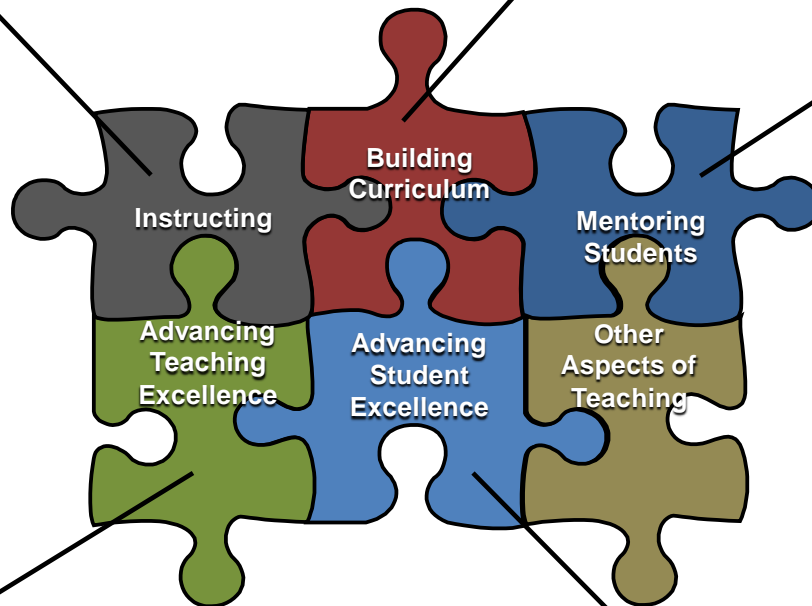 Instructing
Building
Curriculum
Mentoring
Students
Advancing
Teaching
Excellence
Advancing
Student
Excellence
Other
Aspects of
Teaching